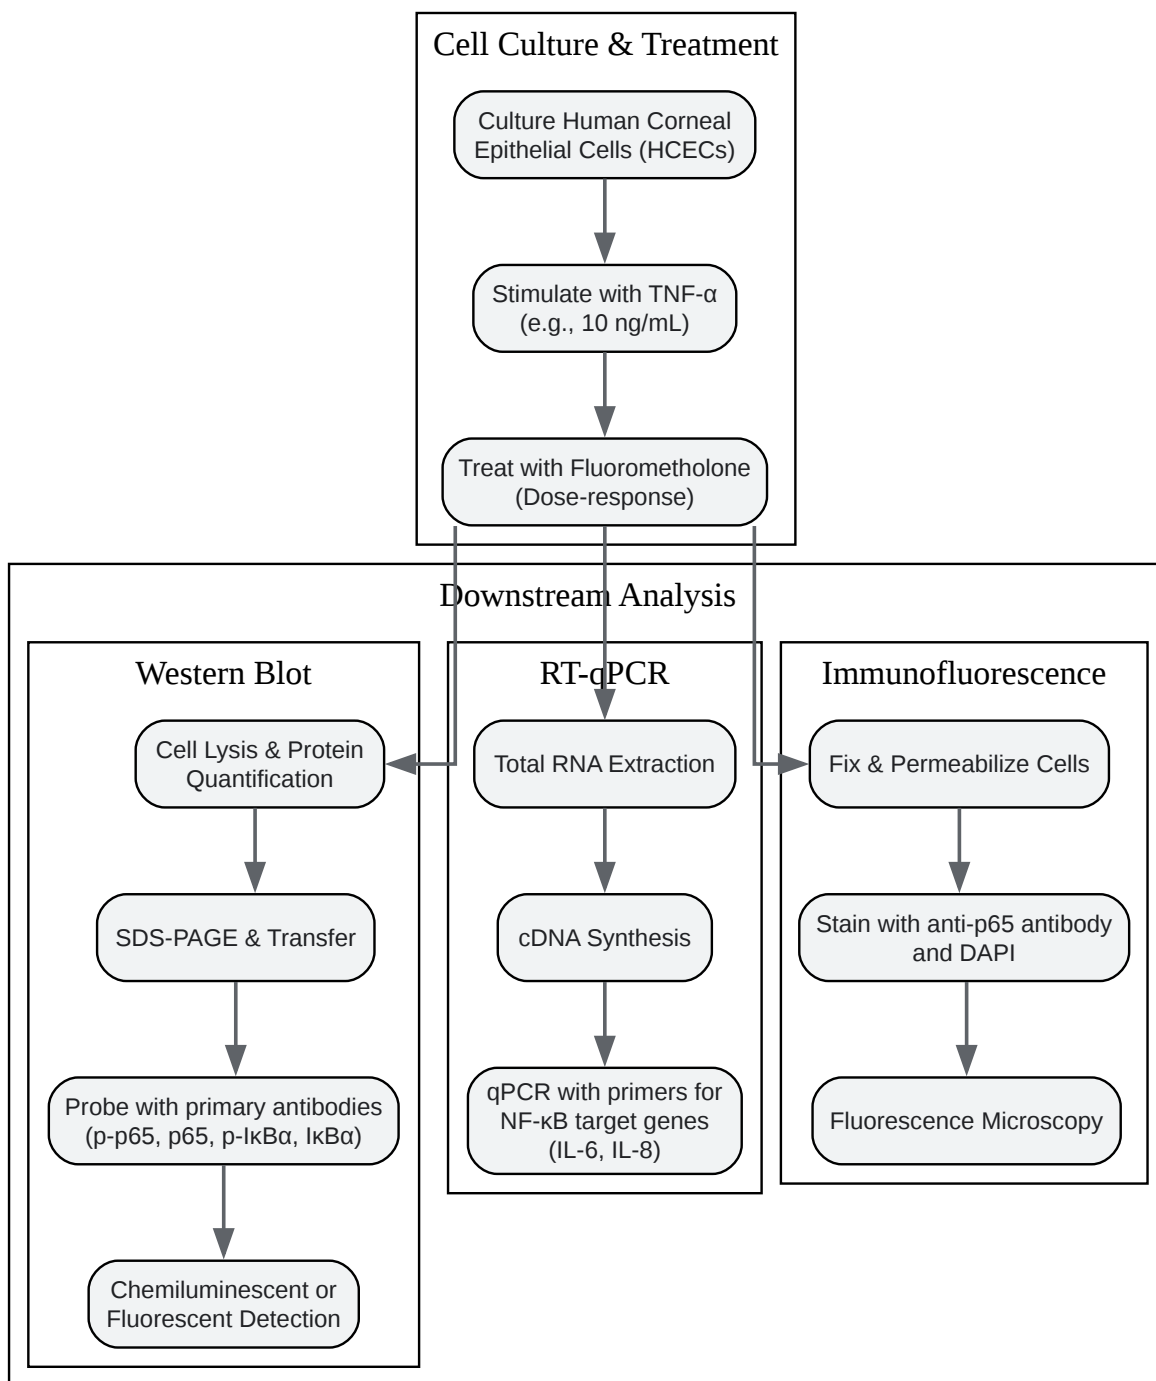 Cell Culture & Treatment
Culture Human Corneal
Epithelial Cells (HCECs)
Stimulate with TNF-α
(e.g., 10 ng/mL)
Treat with Fluorometholone
(Dose-response)
Downstream Analysis
Western Blot
Cell Lysis & Protein
Quantification
SDS-PAGE & Transfer
Probe with primary antibodies
(p-p65, p65, p-IκBα, IκBα)
Chemiluminescent or
Fluorescent Detection
RT-qPCR
Total RNA Extraction
cDNA Synthesis
qPCR with primers for
NF-κB target genes
(IL-6, IL-8)
Immunofluorescence
Fix & Permeabilize Cells
Stain with anti-p65 antibody
and DAPI
Fluorescence Microscopy